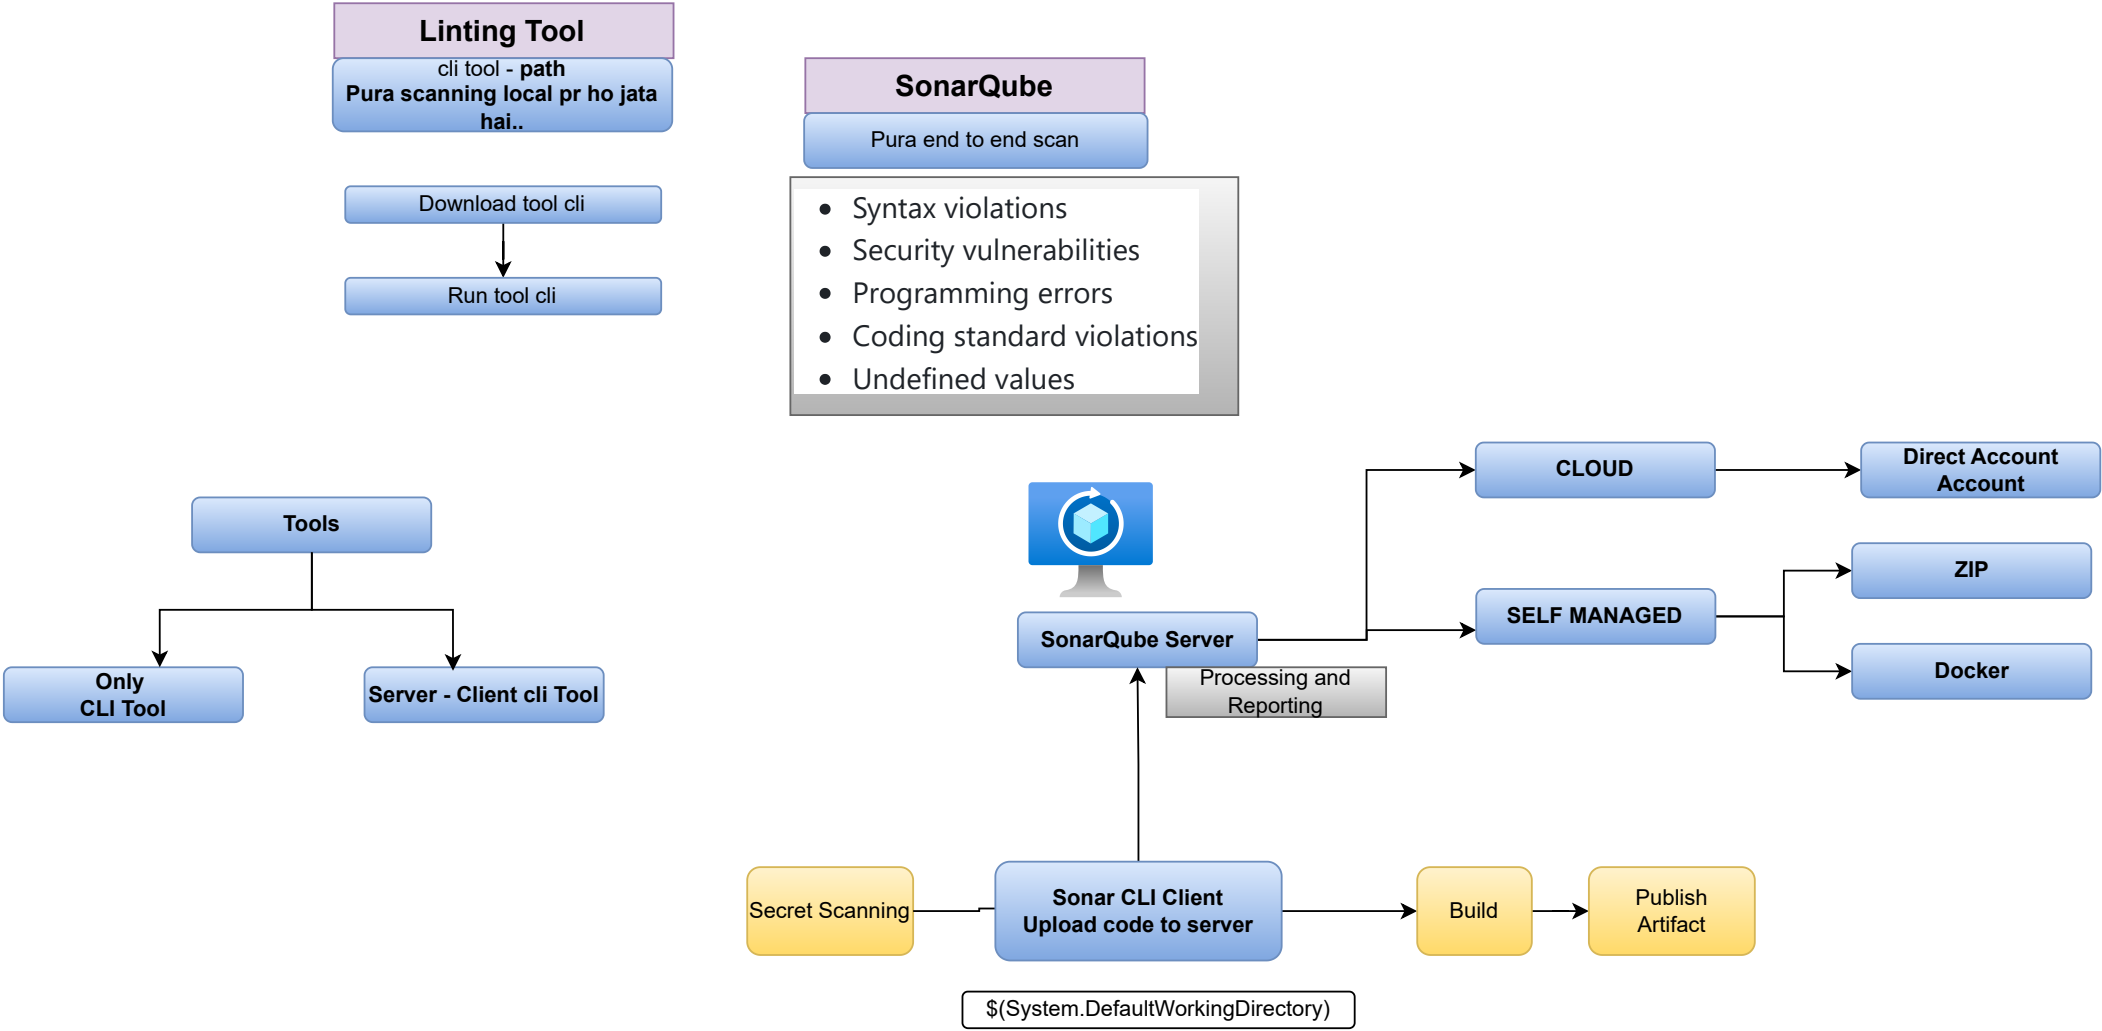 Linting Tool
cli tool - path
Pura scanning local pr ho jata
hai..
Download tool cli
Run tool cli
SonarQube
Pura end to end scan
Syntax violations
Security vulnerabilities
Programming errors
Coding standard violations
Undefined values
Tools
Only
CLI Tool
Server - Client cli Tool
SonarQube Server
Processing and
Reporting
CLOUD
Direct Account
Account
SELF MANAGED
ZIP
Docker
Secret Scanning
Sonar CLI Client
Upload code to server
Build
Publish
Artifact
$(System.DefaultWorkingDirectory)